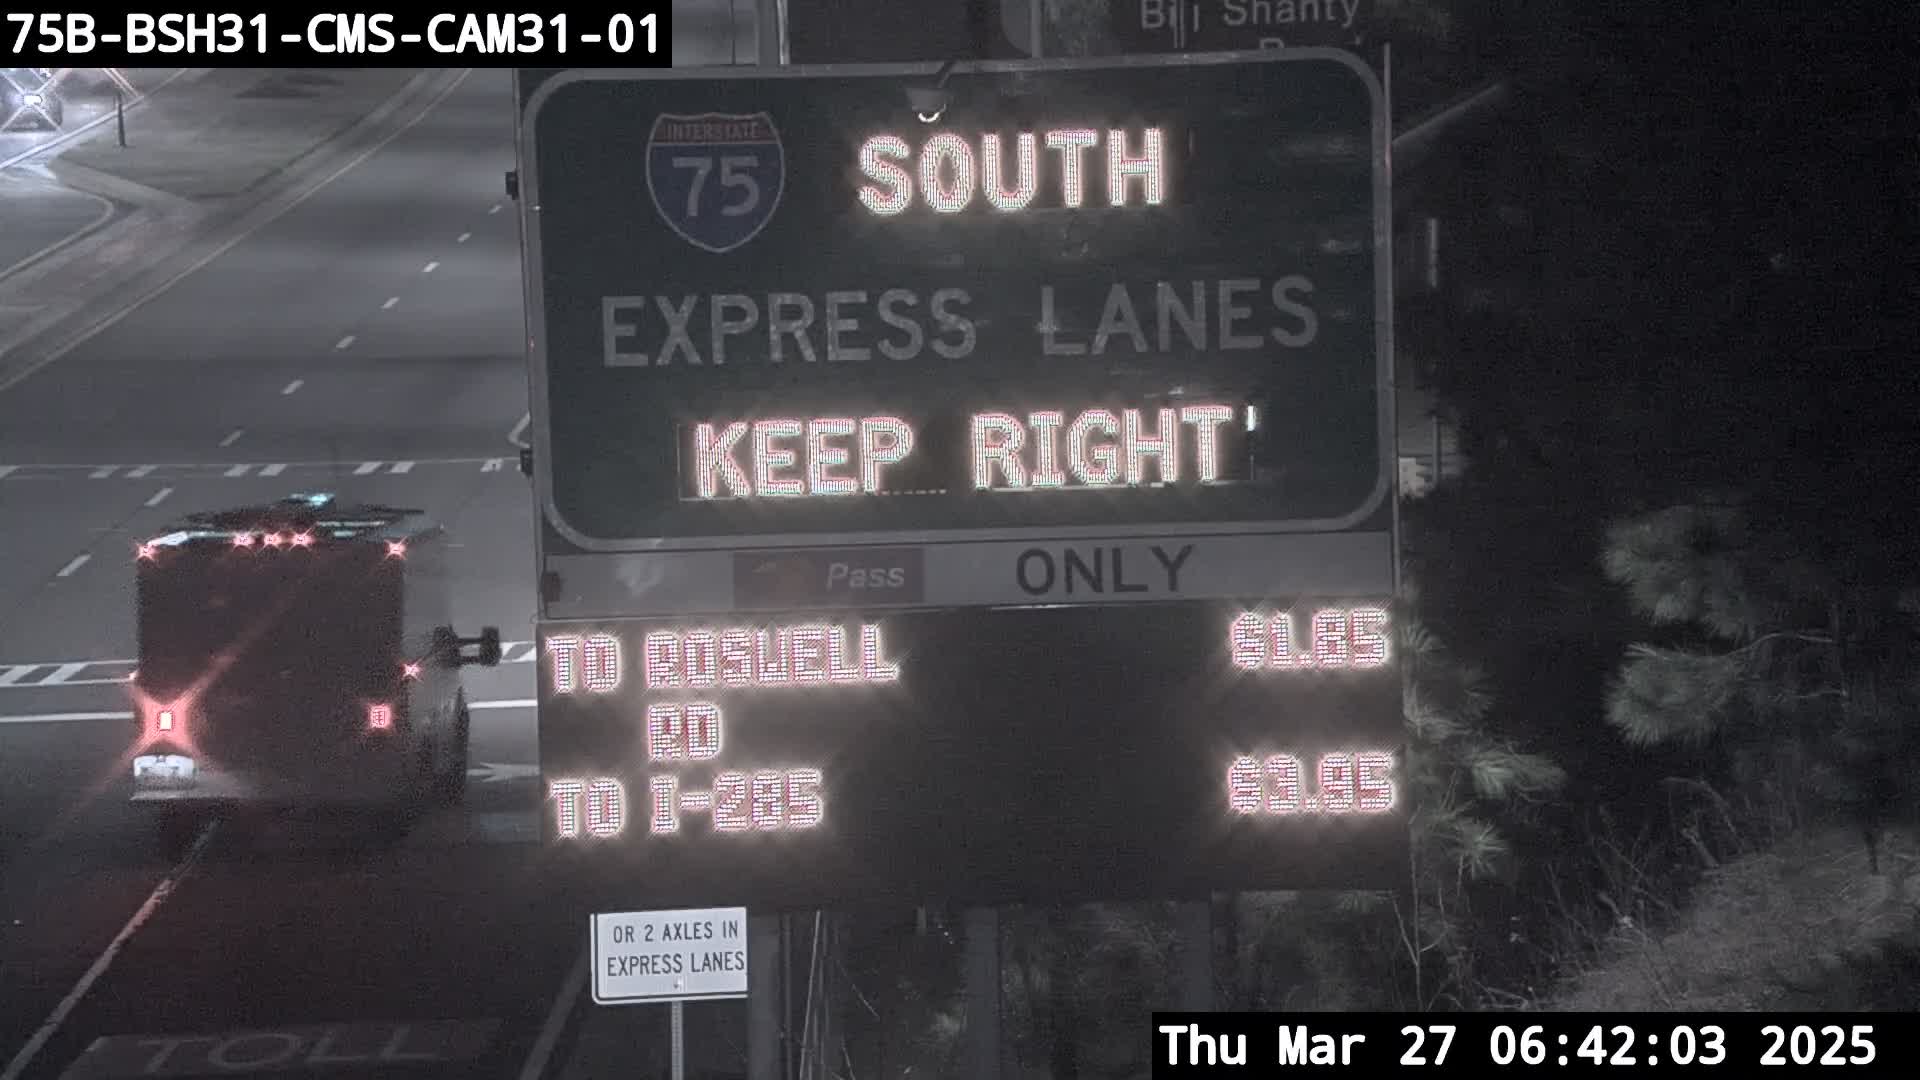 75B-BSH31-CMS-CAM31-01
Bill Shanty
INTERSTATE
75
SOUTH
EXPRESS LANES
KEEP RIGHT
Pass ONLY
TO ROSWELL $1.85
RD
TO I-285 $3.95
OR 2 AXLES IN
EXPRESS LANES
TOLL
Thu Mar 27 06:42:03 2025